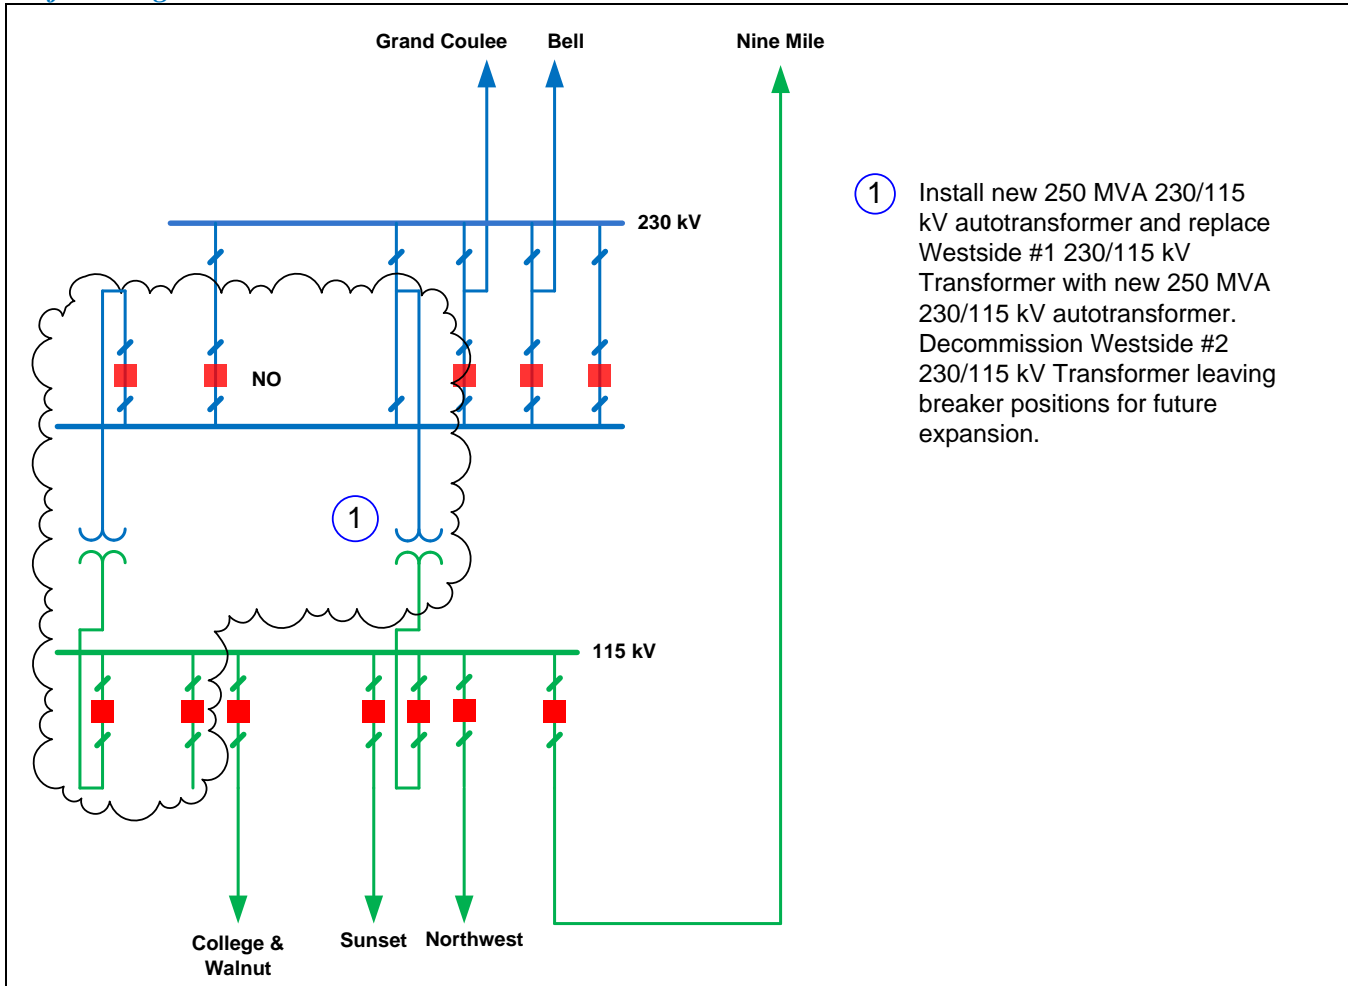 Grand Coulee
Bell
Nine Mile
230 kV
1
Install new 250 MVA 230/115
kV autotransformer and replace
Westside #1 230/115 kV
Transformer with new 250 MVA
230/115 kV autotransformer.
Decommission Westside #2
230/115 kV Transformer leaving
breaker positions for future
expansion.
NO
1
115 kV
College &
Walnut
Sunset
Northwest